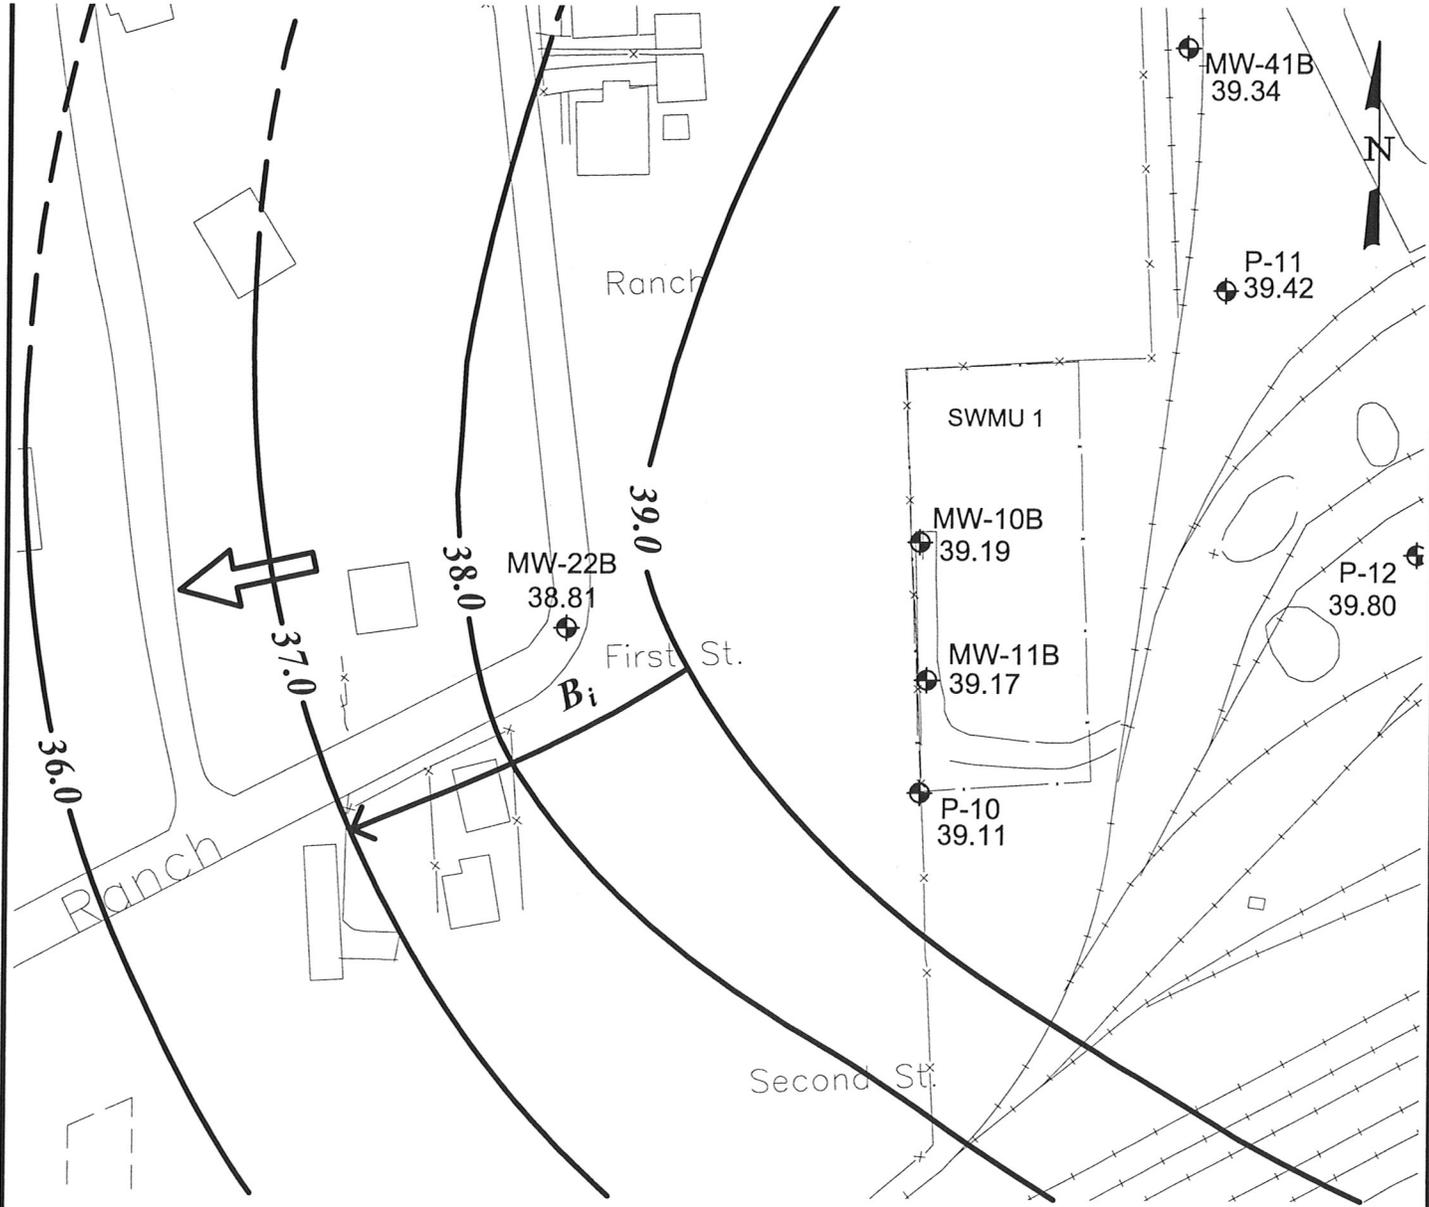 MW-41B
39.34
N
P-11
39.42
Ranch
SWMU 1
39.0
MW-10B
39.19
38.0
MW-22B
38.81
P-12
39.80
37.0
First St.
MW-11B
39.17
Bi
36.0
P-10
39.11
Ranch
Second St.